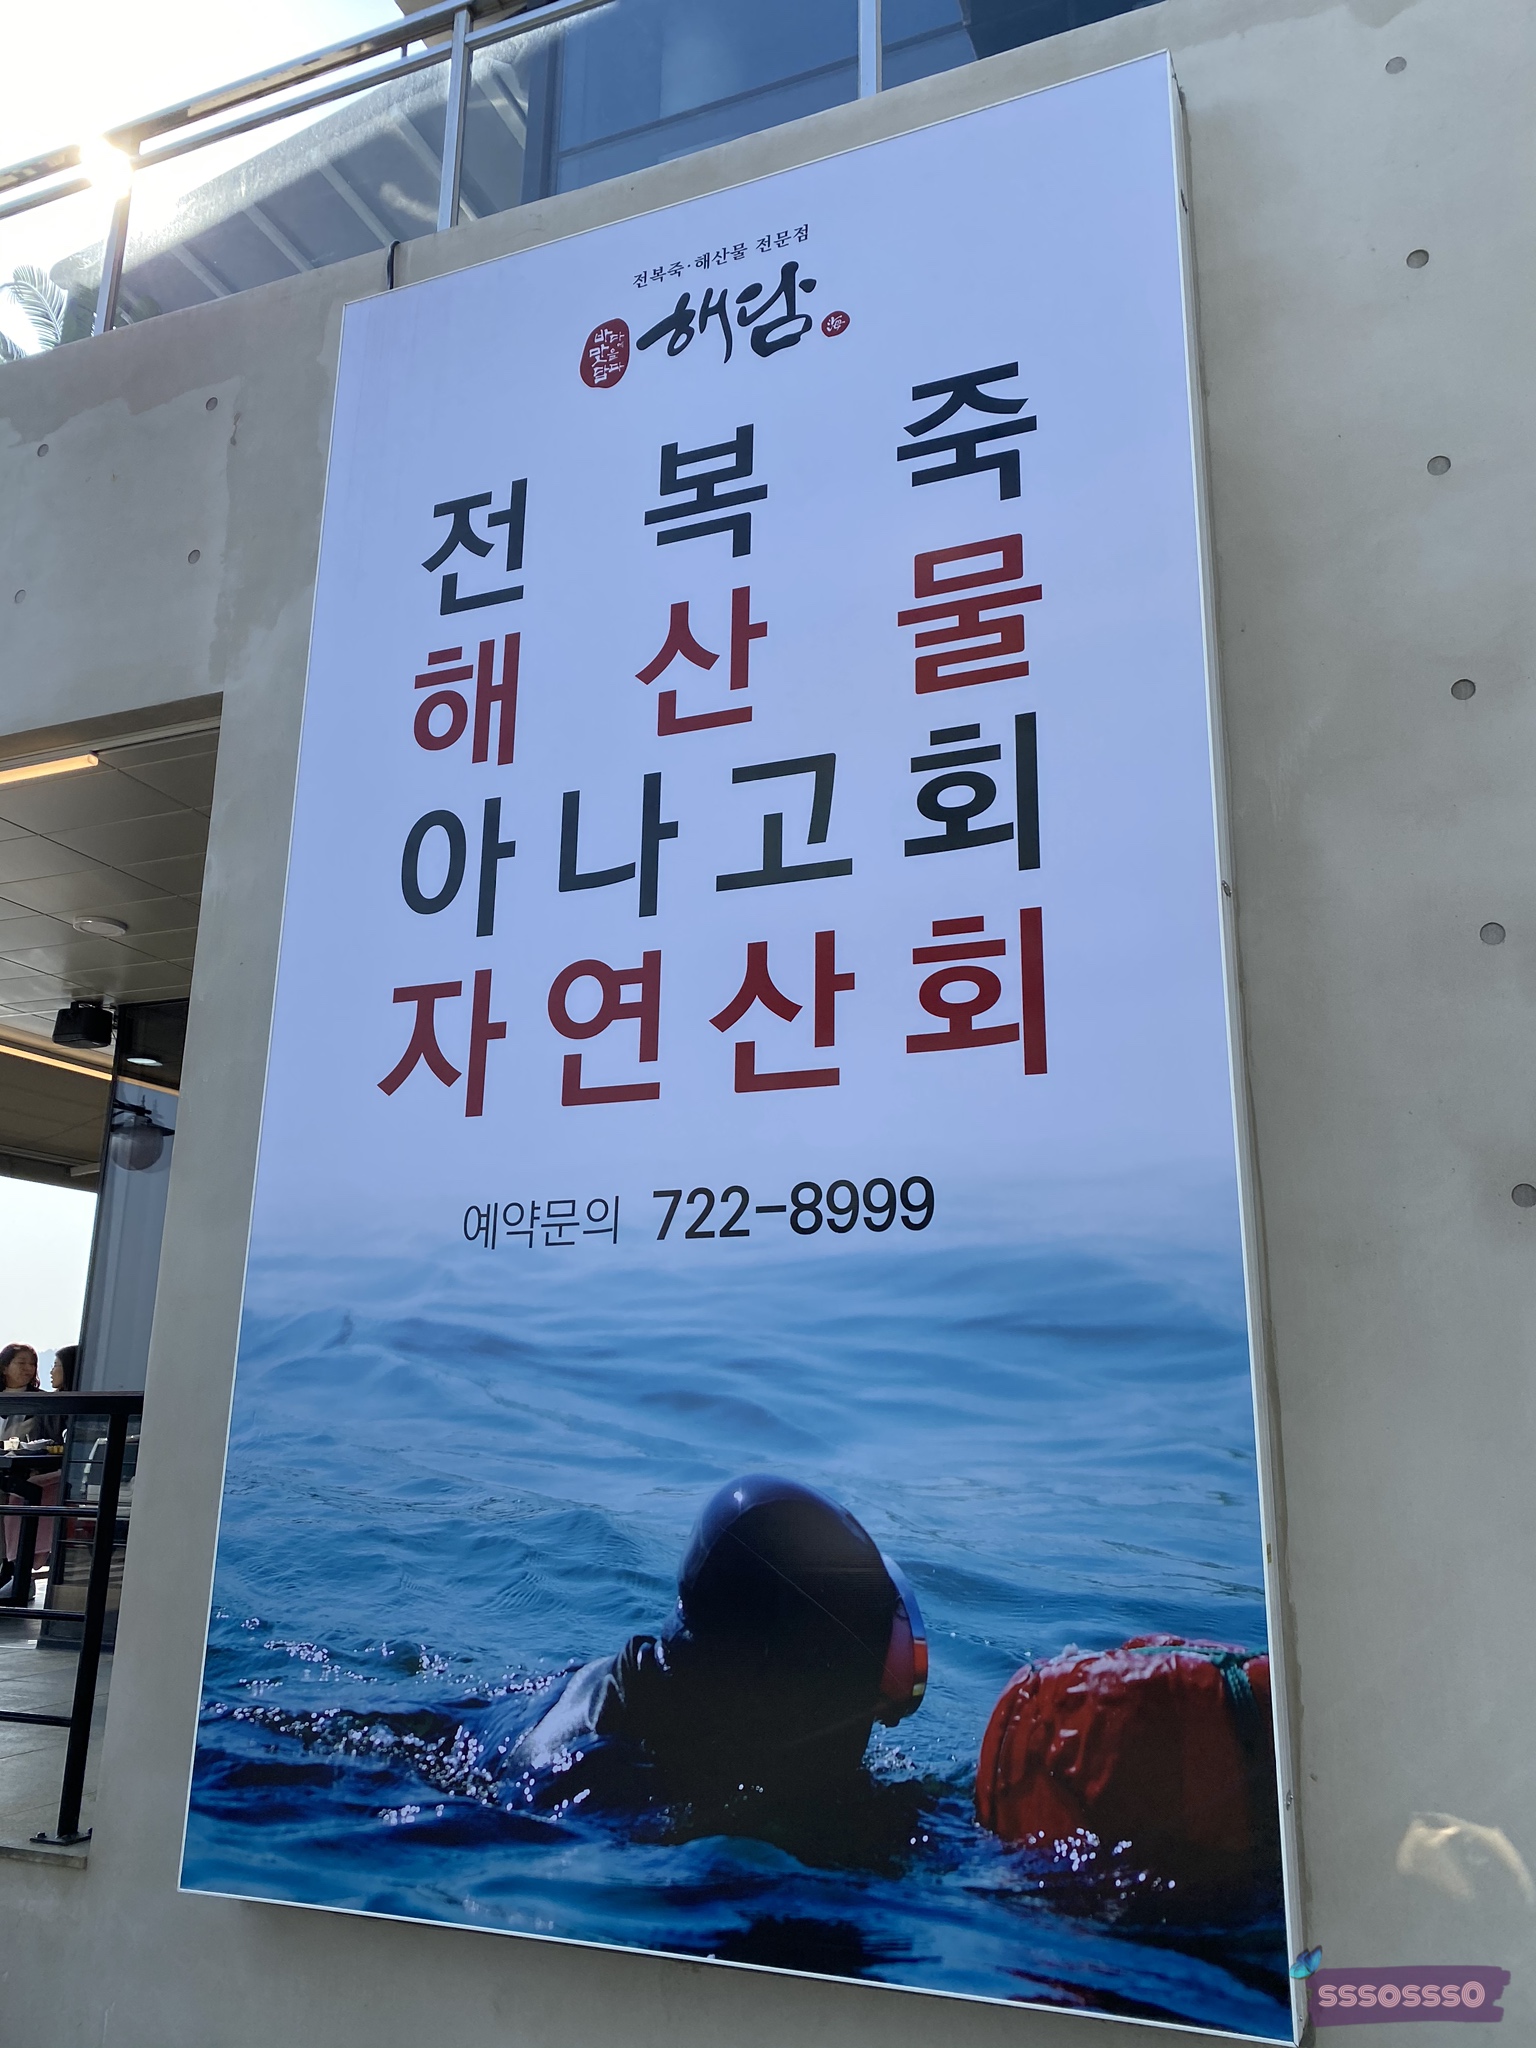 전복죽·해산물 전문점
바다의
맛을
담다
해담
海
전복죽
해산물
아나고회
자연산회
예약문의 722-8999
sssossso